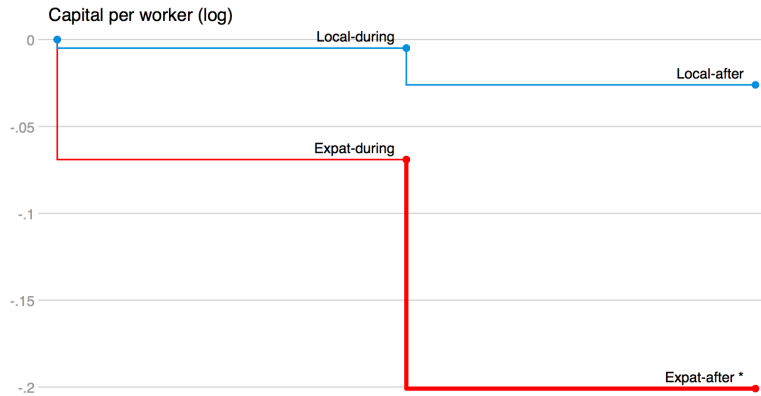 Capital per worker (log)
0
Local-during
Local-after
-.05
Expat-during
-.1
-.15
Expat-after *
-.2